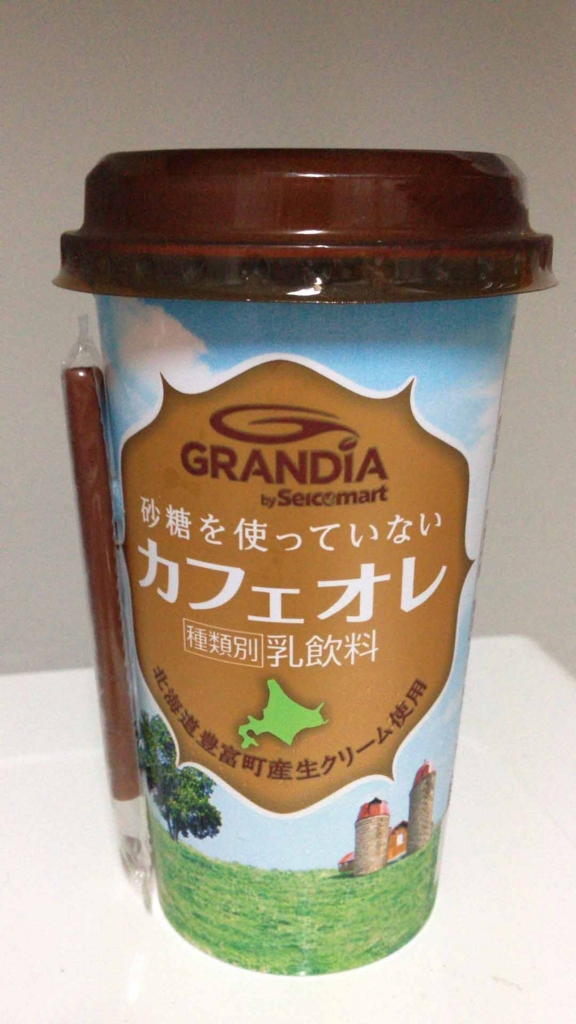 GRANDIA
by Seicomart
砂糖を使っていない
カフェオレ
種類別 乳飲料
北海道豊富町産生クリーム使用